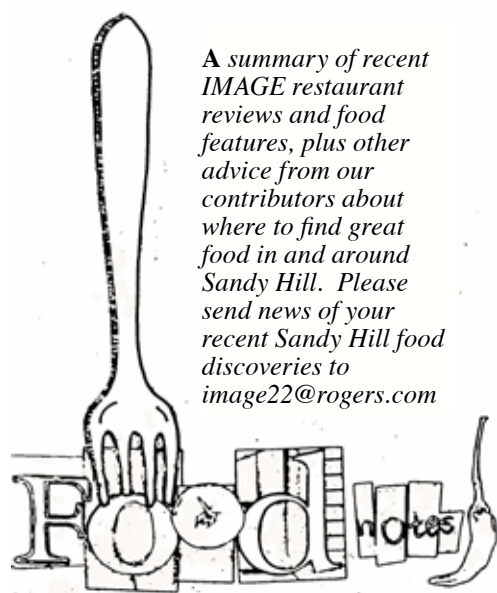 A summary of recent
IMAGE restaurant
reviews and food
features, plus other
advice from our
contributors about
where to find great
food in and around
Sandy Hill.  Please
send news of your
recent Sandy Hill food
discoveries to
image22@rogers.com
Food notes